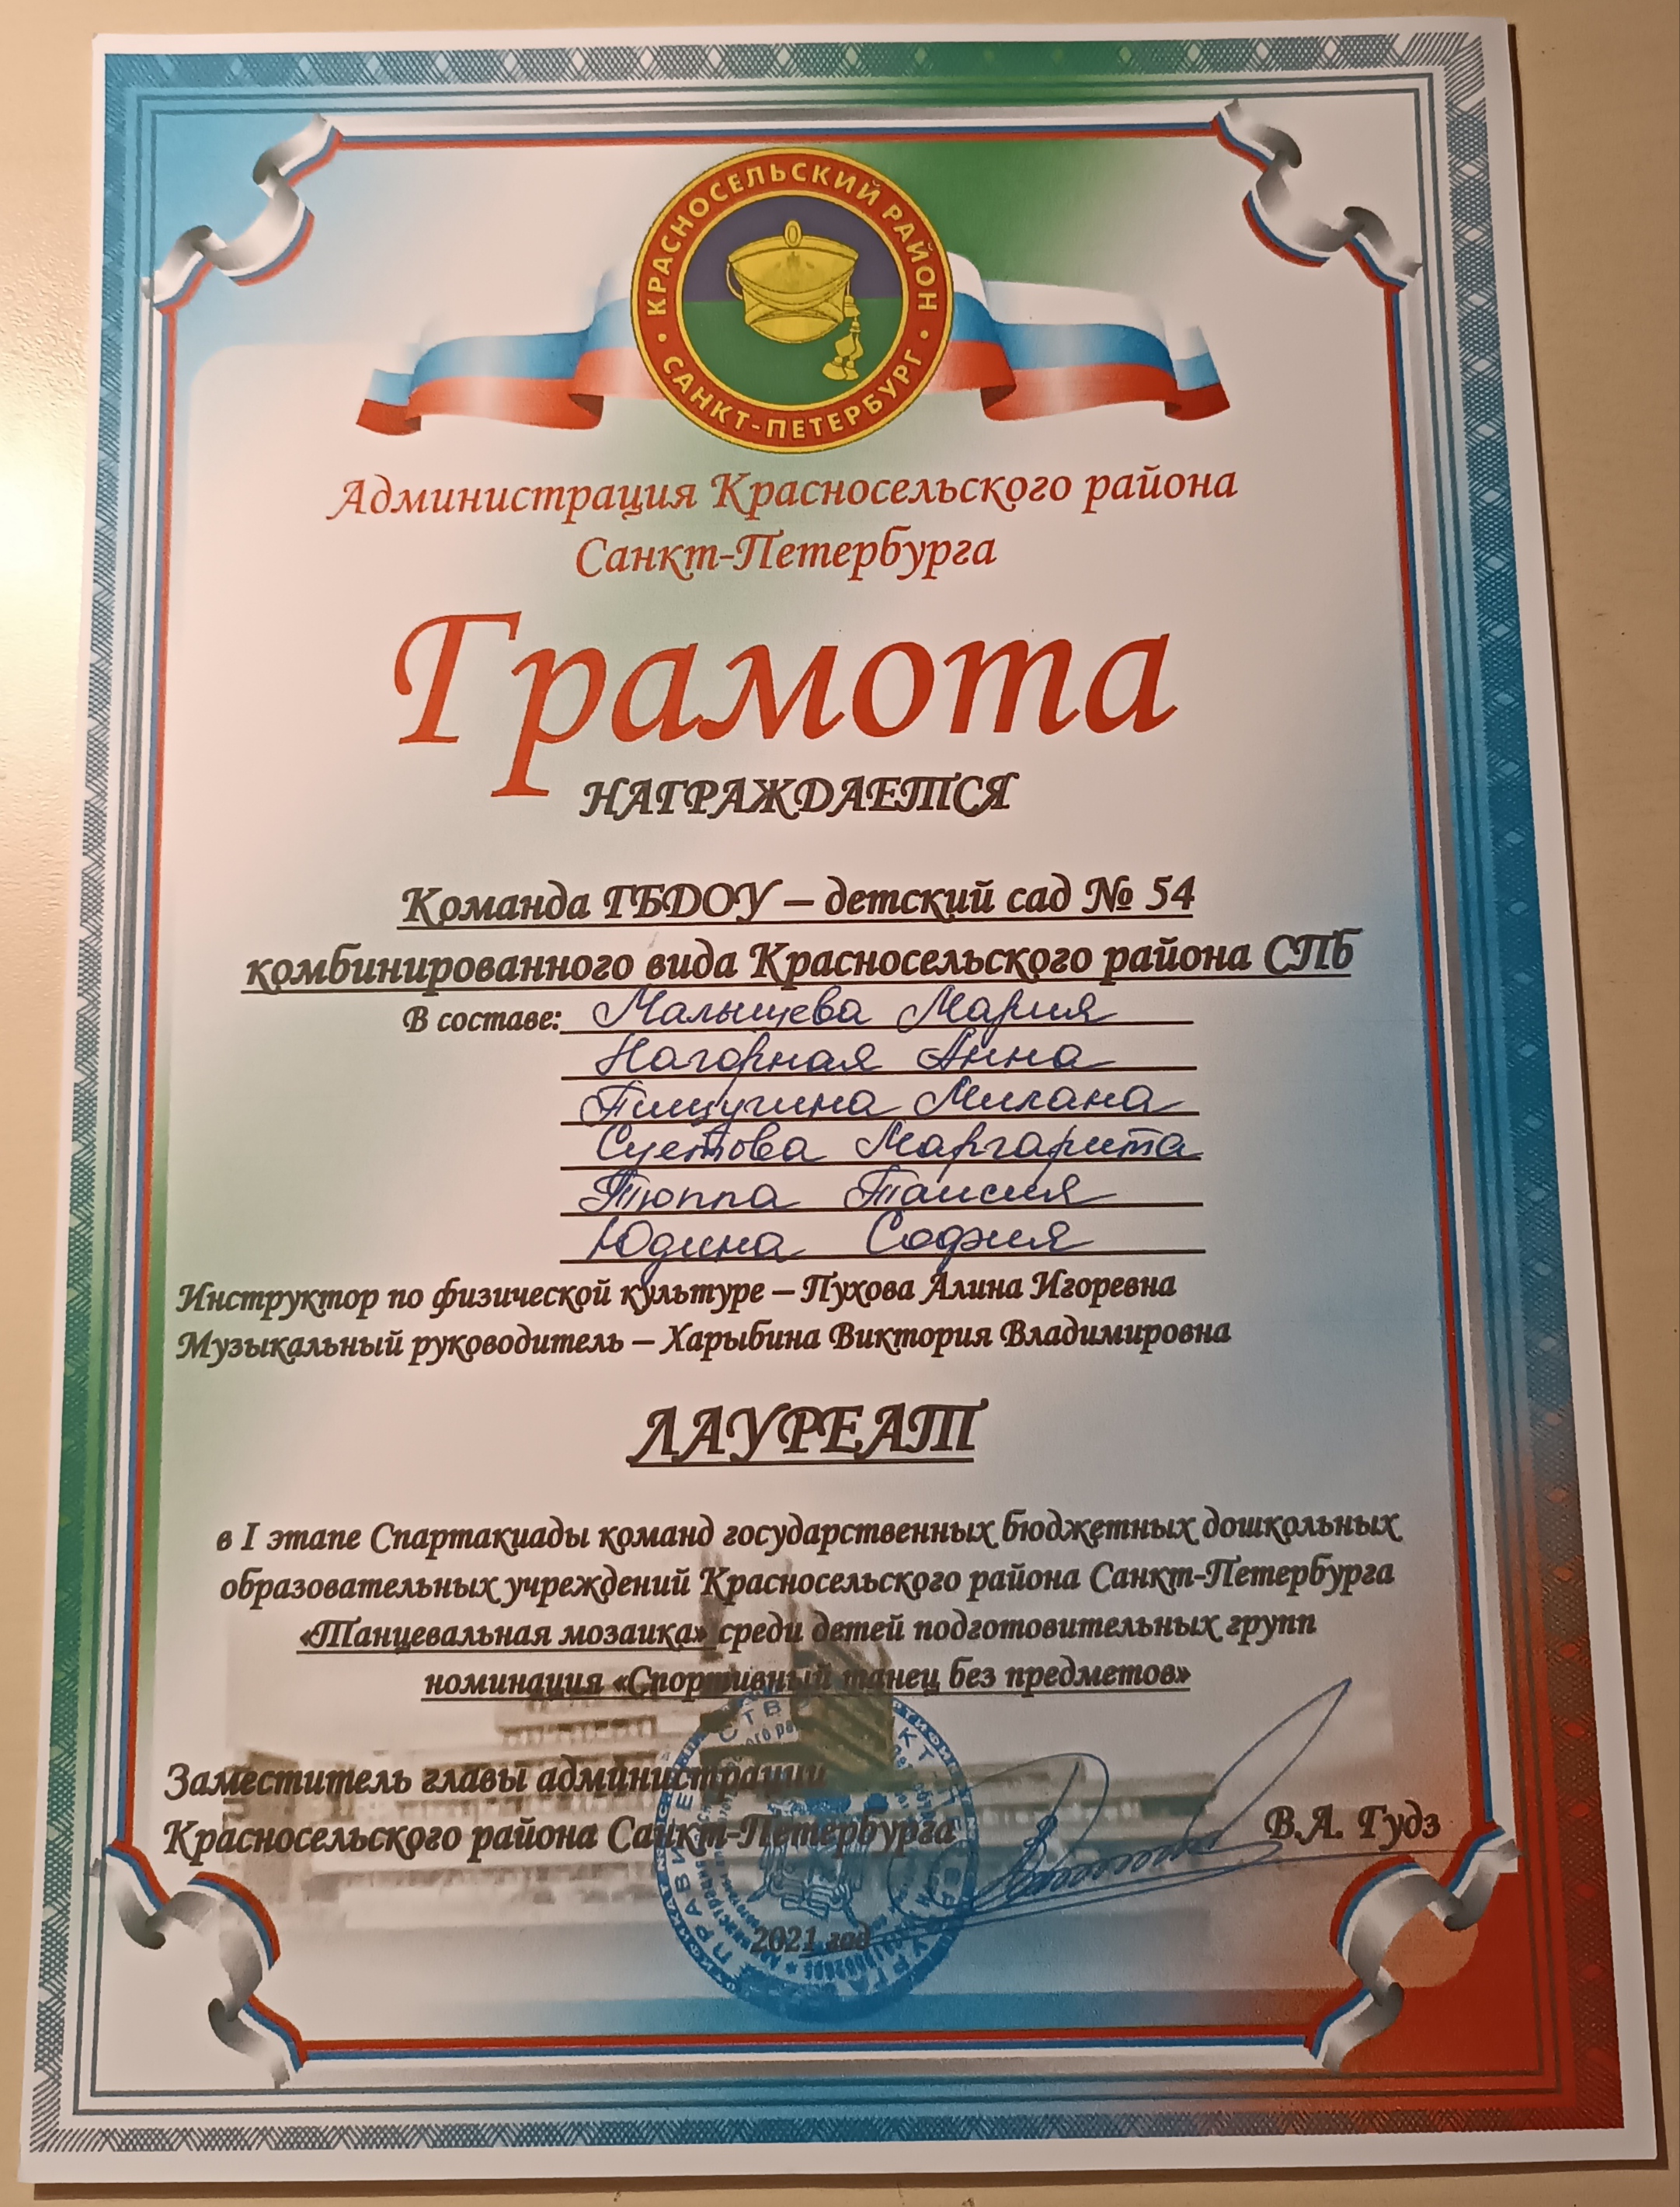 КРАСНОСЕЛЬСКИЙ РАЙОН
САНКТ-ПЕТЕРБУРГ
Администрация Красносельского района
Санкт-Петербурга
Грамота
НАГРАЖДАЕТСЯ
Команда ГБДОУ – детский сад № 54
комбинированного вида Красносельского района СПб
В составе: Малышева Мария
Нагорная Анна
Пищугина Милана
Суетова Маргарита
Тюппа Таисия
Юдина София
Инструктор по физической культуре – Пухова Алина Игоревна
Музыкальный руководитель – Харыбина Виктория Владимировна
ЛАУРЕАТ
в I этапе Спартакиады команд государственных бюджетных дошкольных
образовательных учреждений Красносельского района Санкт-Петербурга
«Танцевальная мозаика» среди детей подготовительных групп
номинация «Спортивный танец без предметов»
Заместитель главы администрации
Красносельского района Санкт-Петербурга
В.А. Гудз
2021 год